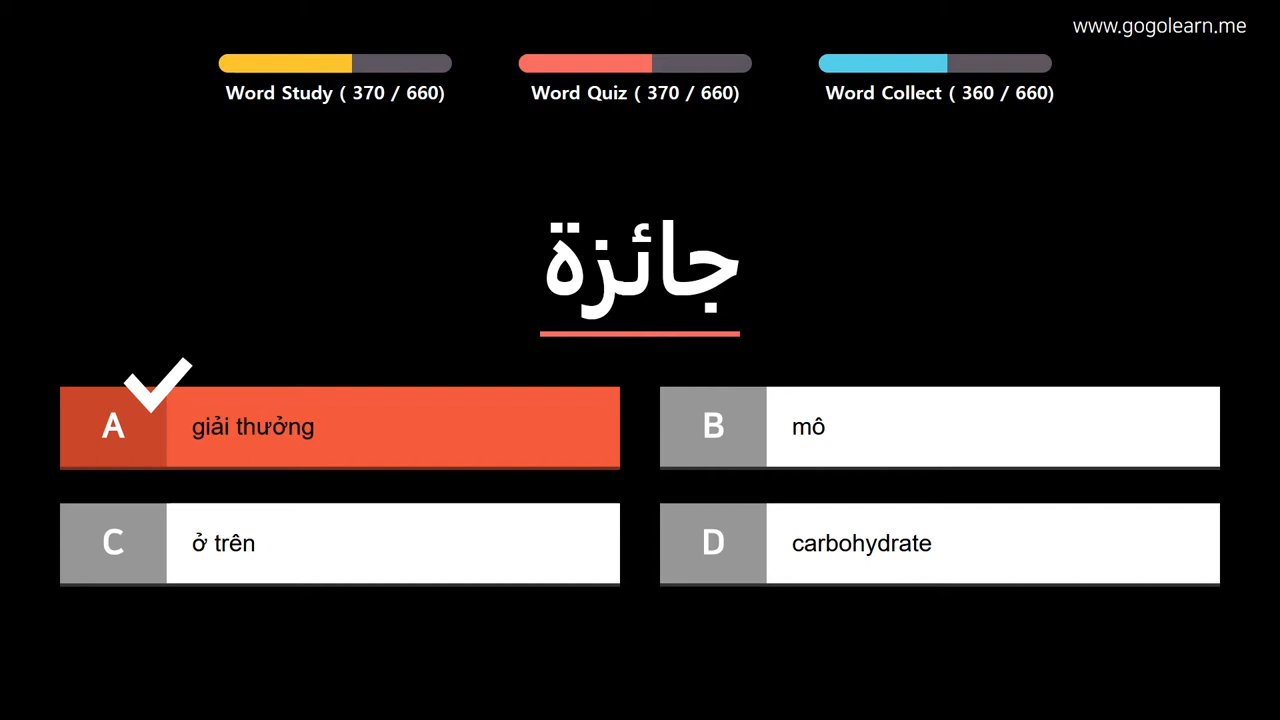 www.gogolearn.me
Word Study ( 370 / 660)
Word Quiz ( 370 / 660)
Word Collect ( 360 / 660)
جائزة
A
giải thưởng
B
mô
C
ở trên
D
carbohydrate